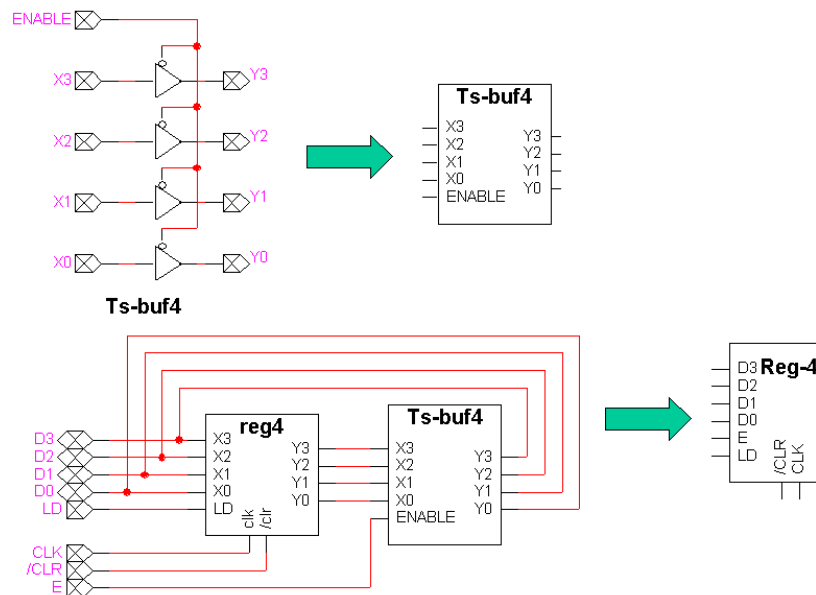 ENABLE
X3
Y3
X2
Y2
X1
Y1
X0
Y0
Ts-buf4
Ts-buf4
X3
X2
X1
X0
ENABLE
Y3
Y2
Y1
Y0
D3
D2
D1
D0
LD
CLK
/CLR
E
reg4
X3
X2
X1
X0
LD
Y3
Y2
Y1
Y0
clk
/clr
Ts-buf4
X3
X2
X1
X0
ENABLE
Y3
Y2
Y1
Y0
Reg-4
D3
D2
D1
D0
E
LD
/CLR
CLK